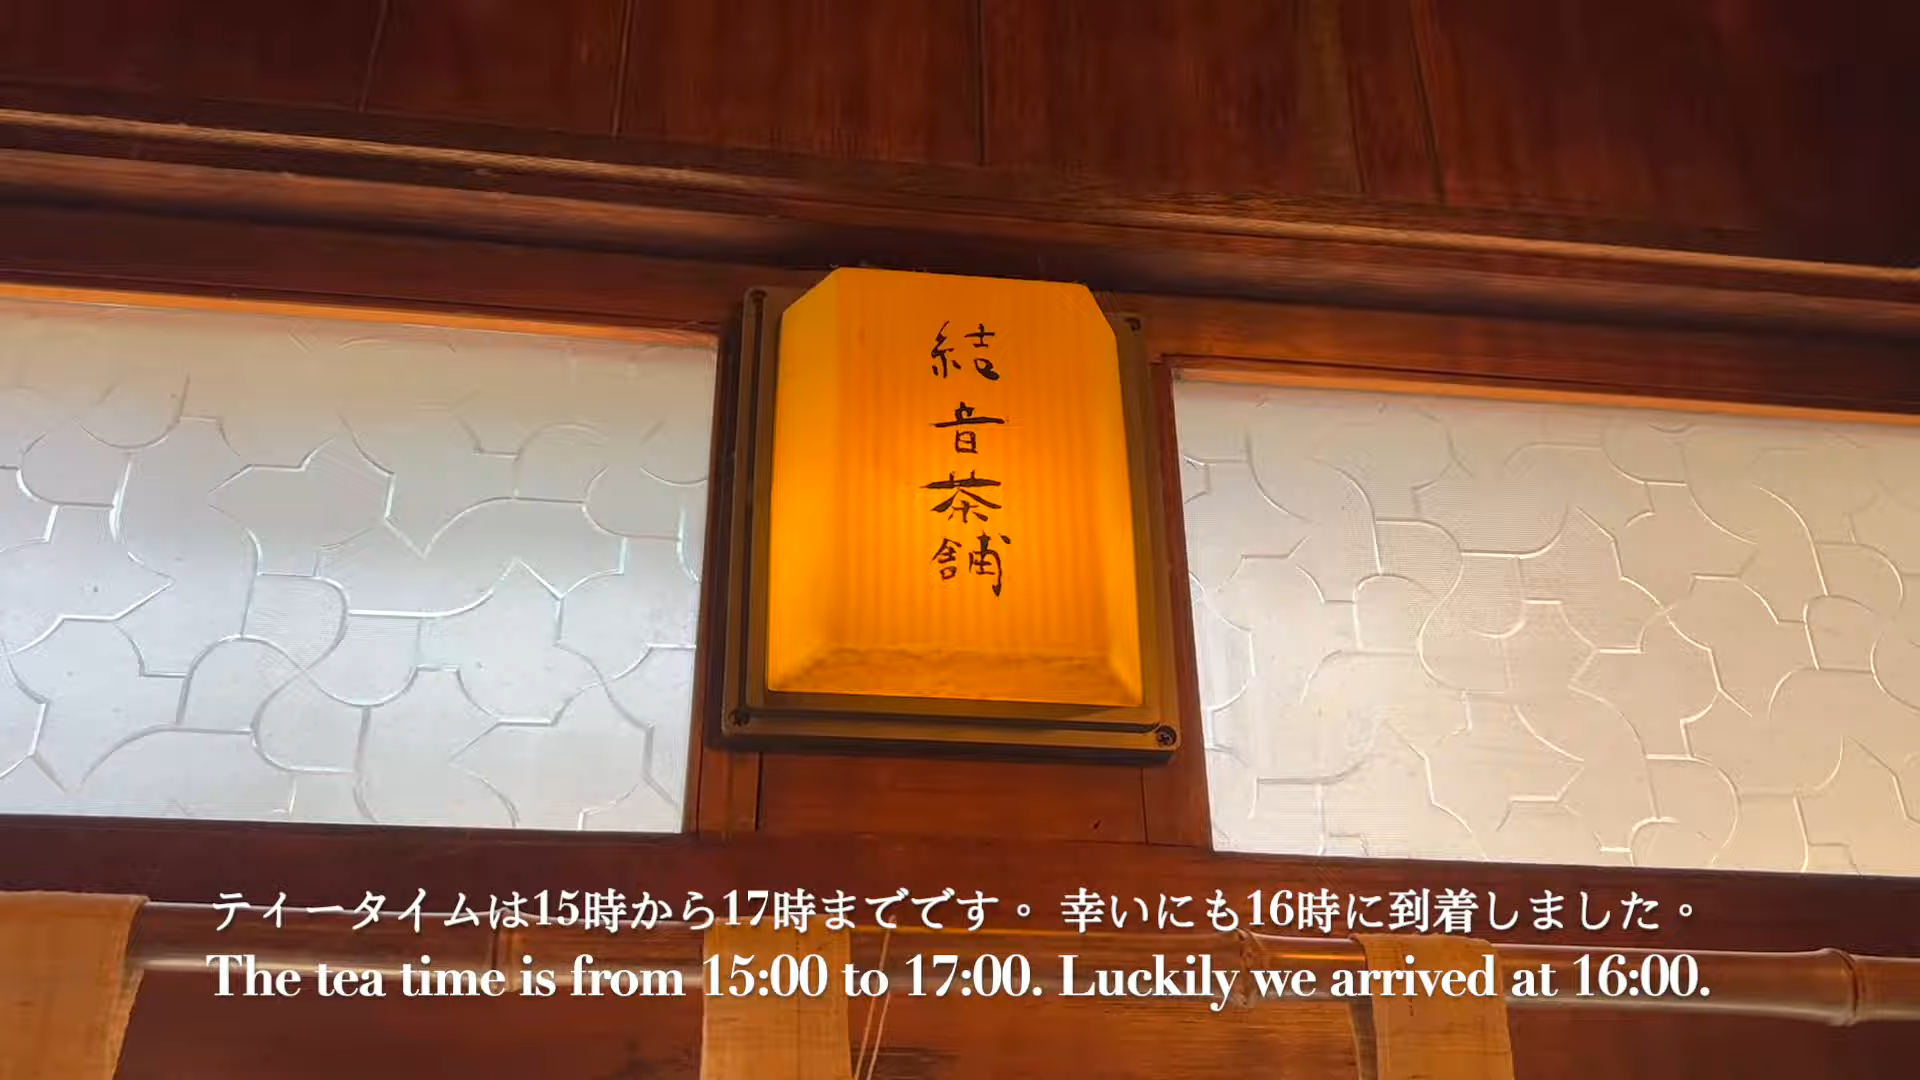 結音茶舗
ティータイムは15時から17時までです。 幸いにも16時に到着しました。
The tea time is from 15:00 to 17:00. Luckily we arrived at 16:00.